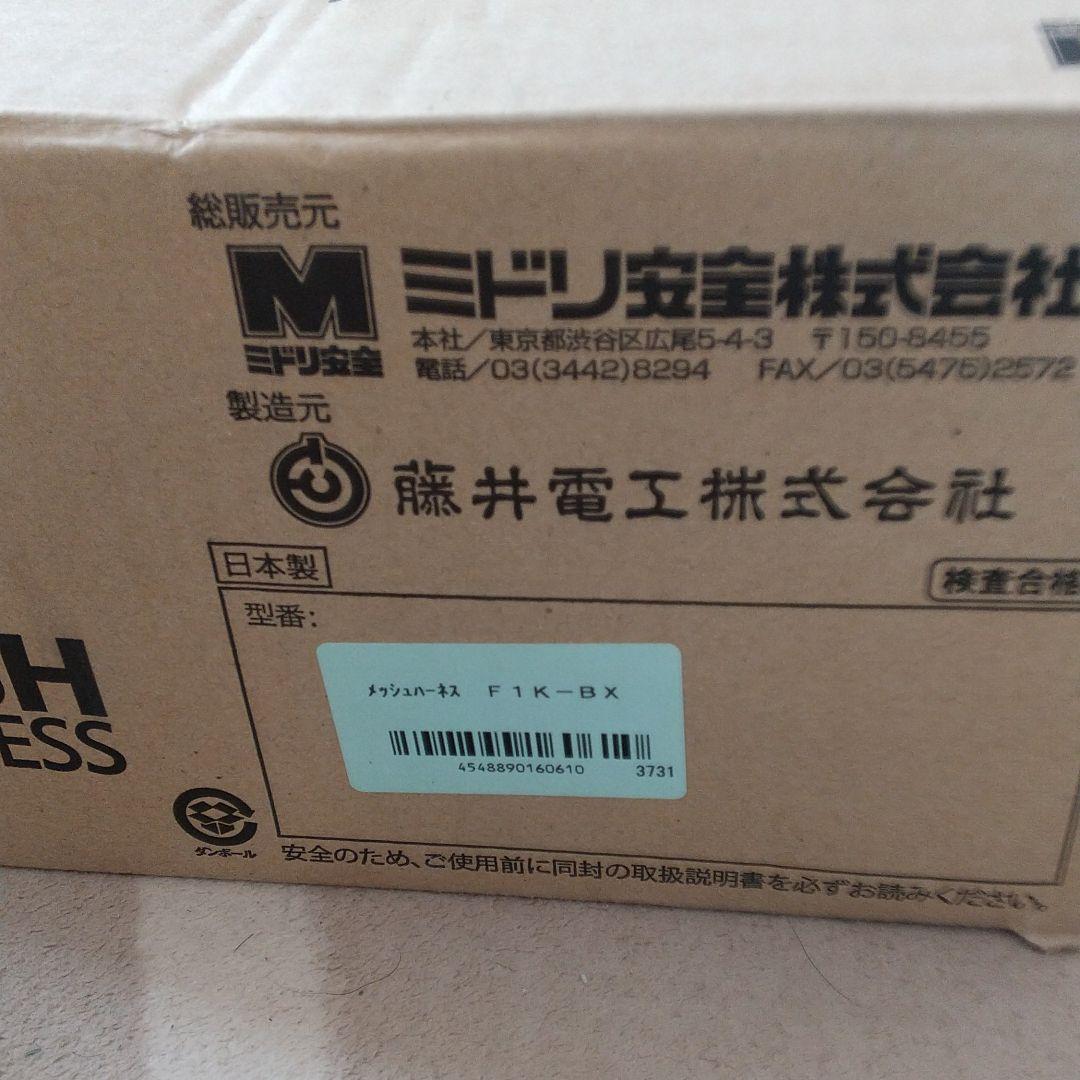 総販売元
M
ミドリ安全
ミドリ安全株式会社
本社／東京都渋谷区広尾5-4-3 〒150-8455
電話／03(3442)8294 FAX／03(5475)2572
製造元
藤井電工株式会社
日本製
検査合格
型番:
メッシュハーネス F1K-BX
4548890160610 3731
H
ESS
ダンボール
安全のため、ご使用前に同封の取扱説明書を必ずお読みください。